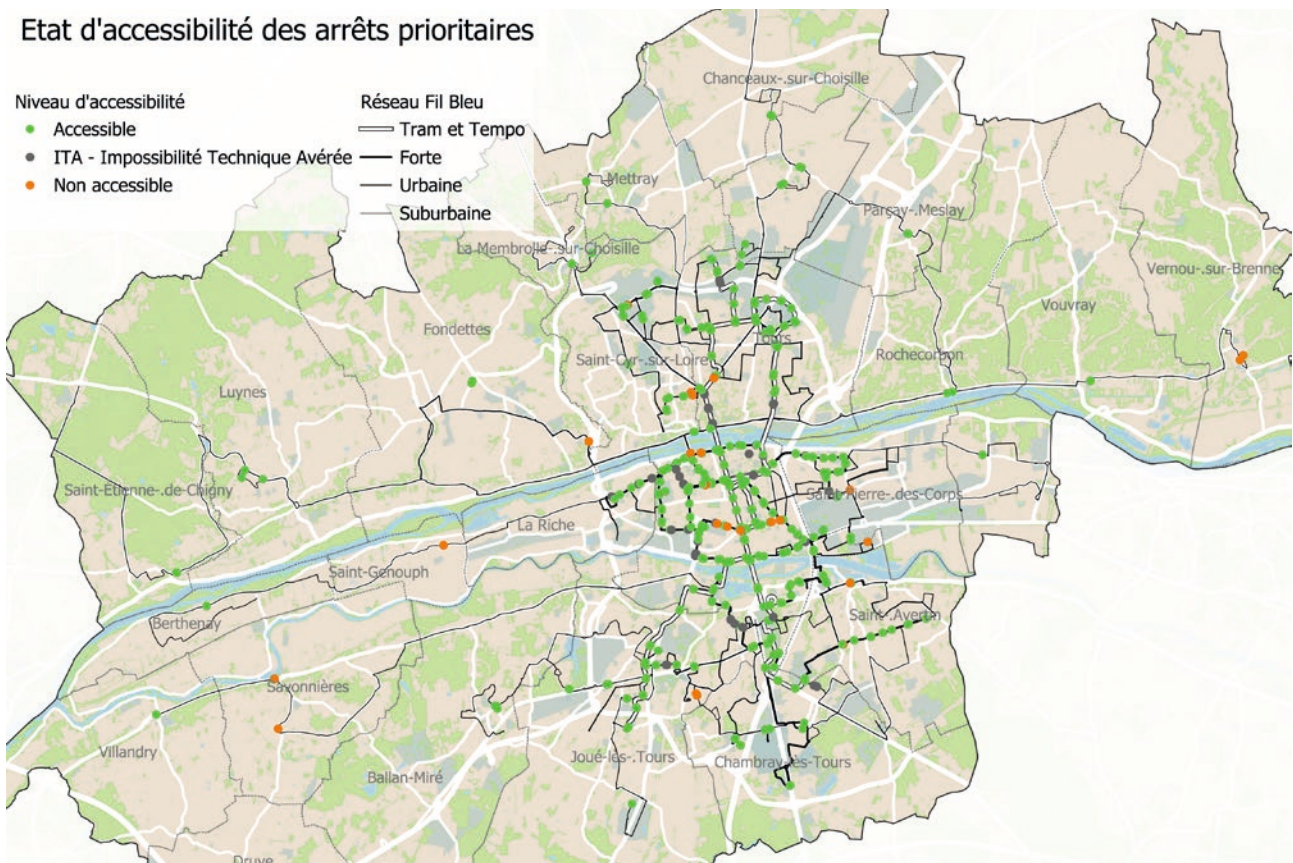 Etat d'accessibilité des arrêts prioritaires
Niveau d'accessibilité
Accessible
ITA - Impossibilité Technique Avérée
Non accessible
Réseau Fil Bleu
Tram et Tempo
Forte
Urbaine
Suburbaine
Chanceaux-.sur-Choisille
Mettray
Parçay-.Meslay
La Membrolle-.sur-Choisille
Vernou-.sur-Brenne
Vouvray
Fondettes
Tours
Saint-Cyr-.sur-Loire
Rochecorbon
Luynes
Saint-Etienne-.de-Chigny
Saint-Pierre-.des-Corps
La Riche
Saint-Genouph
Berthenay
Saint-.Avertin
Savonnières
Villandry
Joué-lès-.Tours
Chambray-lès-Tours
Ballan-Miré
Druye